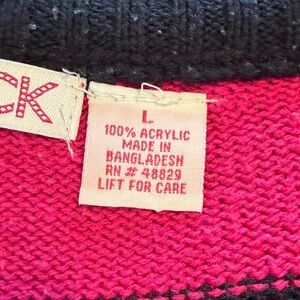 CK
L
100% ACRYLIC
MADE IN
BANGLADESH
RN # 48829
LIFT FOR CARE